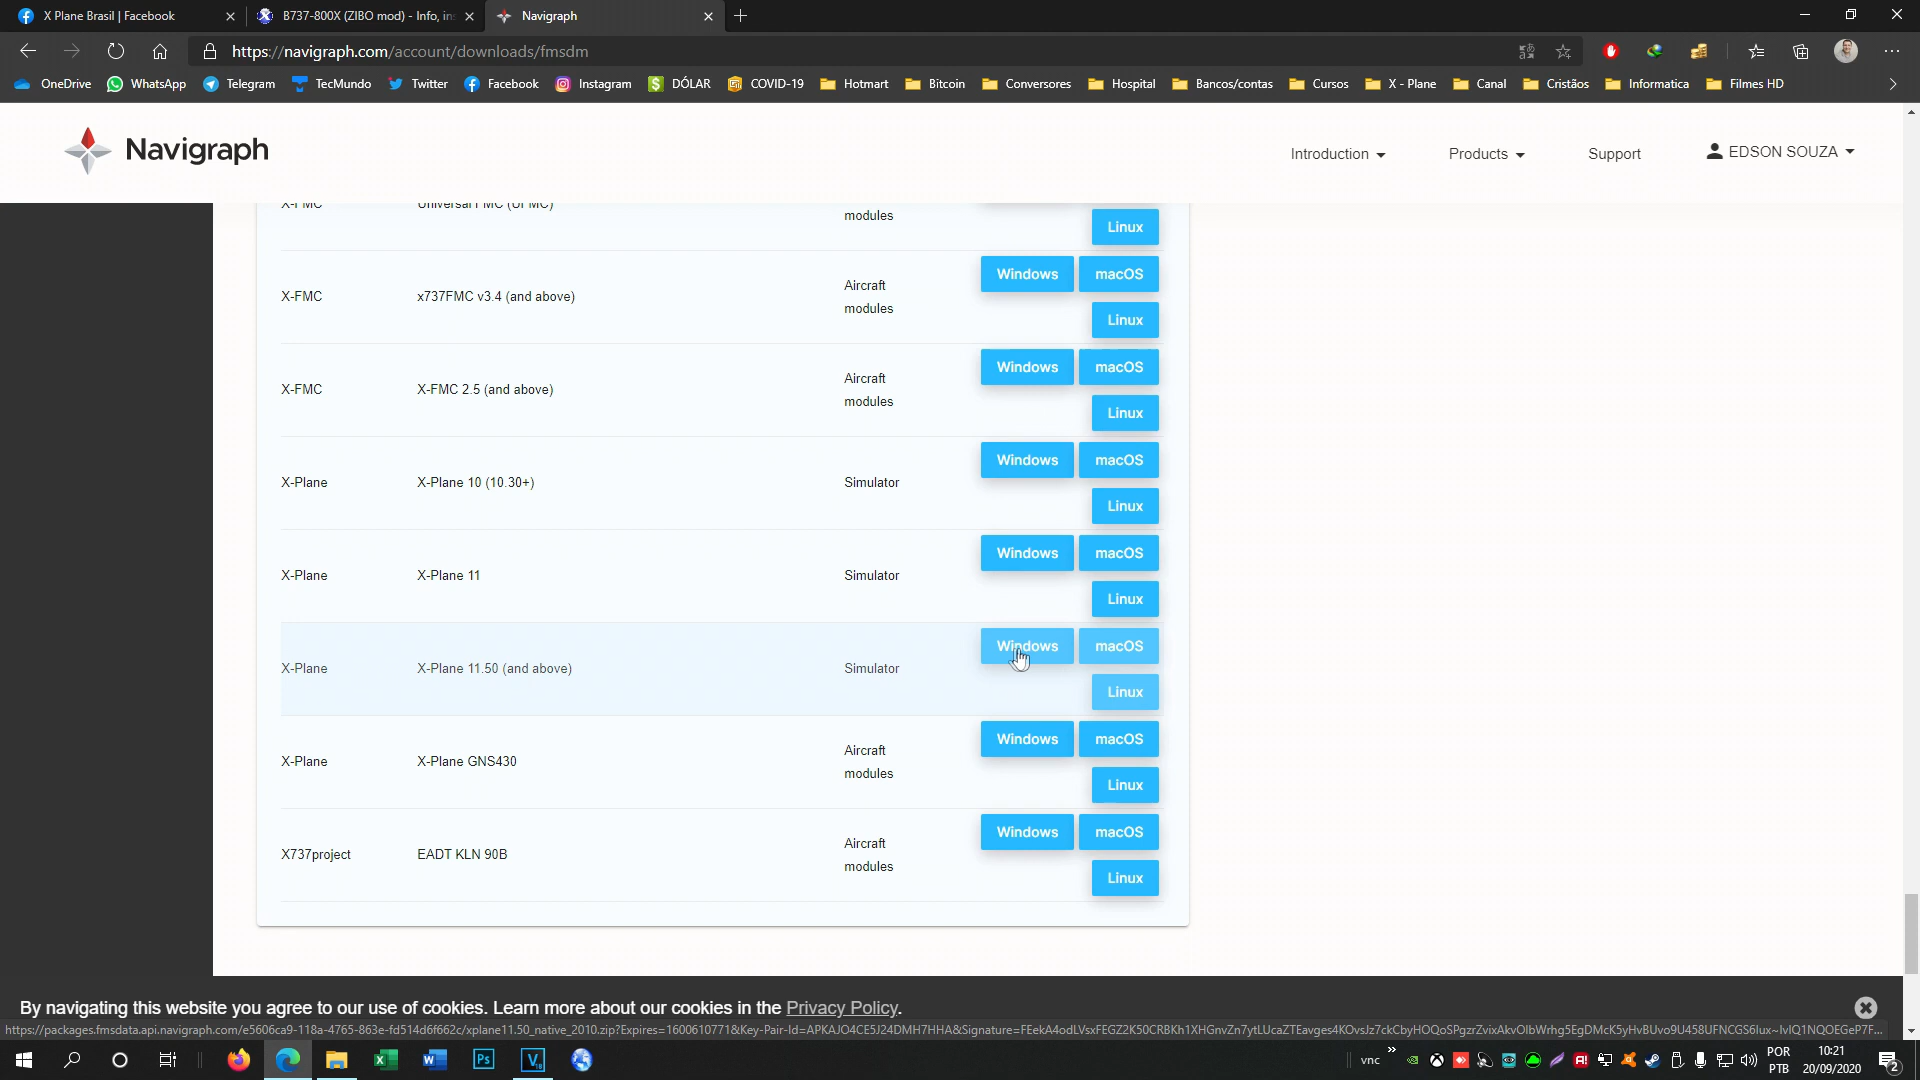 X Plane Brasil | Facebook
B737-800X (ZIBO mod) - Info, ins
Navigraph
https://navigraph.com/account/downloads/fmsdm
OneDrive WhatsApp Telegram TecMundo Twitter Facebook Instagram DÓLAR COVID-19 Hotmart Bitcoin Conversores Hospital Bancos/contas Cursos X - Plane Canal Cristãos Informatica Filmes HD
Navigraph
Introduction Products Support EDSON SOUZA
X-FMC Universal FMC (UFMC) modules
Linux
X-FMC x737FMC v3.4 (and above) Aircraft modules Windows macOS
Linux
X-FMC X-FMC 2.5 (and above) Aircraft modules Windows macOS
Linux
X-Plane X-Plane 10 (10.30+) Simulator Windows macOS
Linux
X-Plane X-Plane 11 Simulator Windows macOS
Linux
X-Plane X-Plane 11.50 (and above) Simulator Windows macOS
Linux
X-Plane X-Plane GNS430 Aircraft modules Windows macOS
Linux
X737project EADT KLN 90B Aircraft modules Windows macOS
Linux
By navigating this website you agree to our use of cookies. Learn more about our cookies in the Privacy Policy.
vnc
POR
PTB
10:21
20/09/2020
2